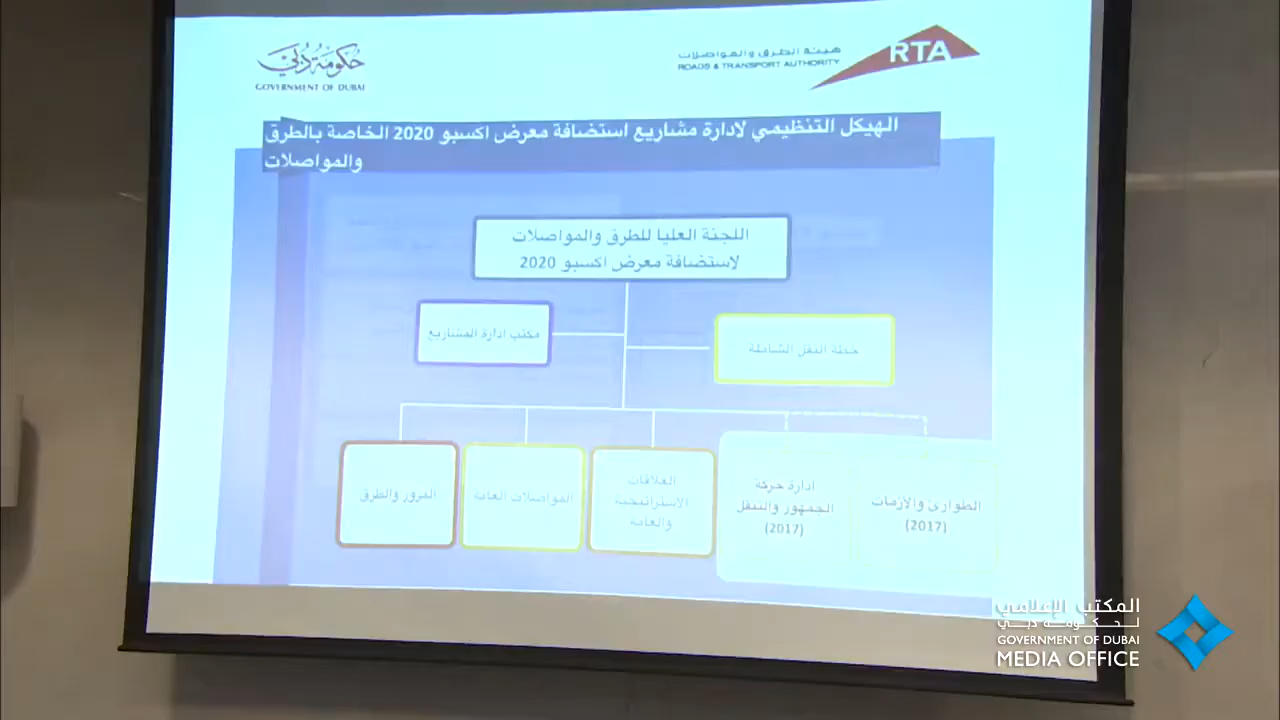 حكومة دبي
GOVERNMENT OF DUBAI
هيئة الطرق والمواصلات
ROADS & TRANSPORT AUTHORITY
RTA
الهيكل التنظيمي لادارة مشاريع استضافة معرض اكسبو 2020 الخاصة بالطرق
والمواصلات
اللجنة العليا للطرق والمواصلات
لاستضافة معرض اكسبو 2020
مكتب ادارة المشاريع
خطة النقل الشاملة
المرور والطرق
المواصلات العامة
العلاقات
الاستراتيجية
والعامة
ادارة حركة
الجمهور والتنقل
(2017)
الطوارئ والأزمات
(2017)
المكتب الإعلامي
لحكومة دبي
GOVERNMENT OF DUBAI
MEDIA OFFICE